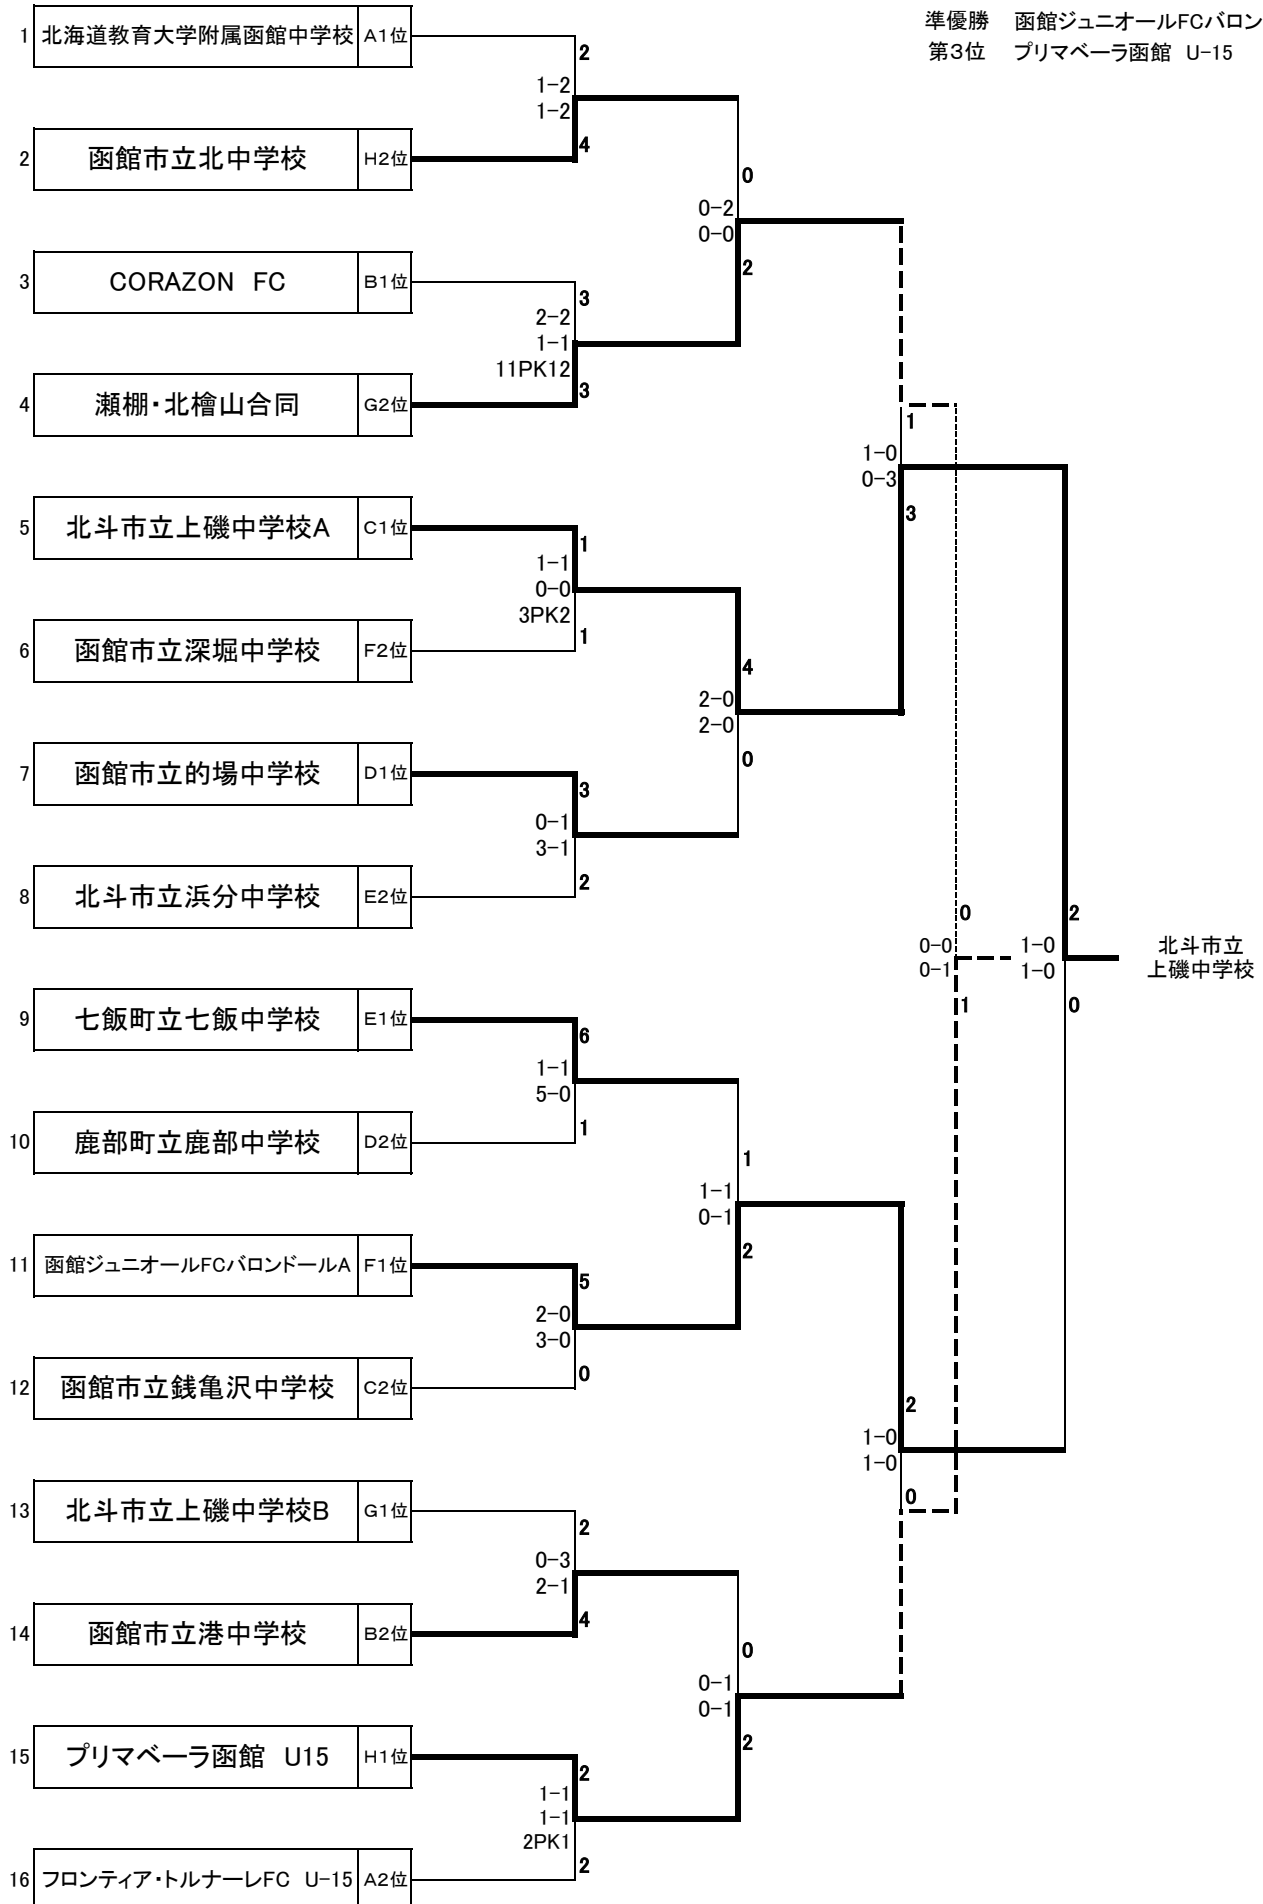 準優勝 函館ジュニオールFCバロン
第3位 プリマベーラ函館 U-15
1 北海道教育大学附属函館中学校 A1位
2
1-2
1-2
4
2 函館市立北中学校 H2位
0
0-2
0-0
2
3 CORAZON FC B1位
3
2-2
1-1
11PK12
3
4 瀬棚・北檜山合同 G2位
1
1-0
0-3
3
5 北斗市立上磯中学校A C1位
1
1-1
0-0
3PK2
1
6 函館市立深堀中学校 F2位
4
2-0
2-0
0
7 函館市立的場中学校 D1位
3
0-1
3-1
2
8 北斗市立浜分中学校 E2位
0
0-0
0-1
1
2
1-0
1-0
0
北斗市立
上磯中学校
9 七飯町立七飯中学校 E1位
6
1-1
5-0
1
10 鹿部町立鹿部中学校 D2位
1
1-1
0-1
2
11 函館ジュニオールFCバロンドールA F1位
5
2-0
3-0
0
12 函館市立銭亀沢中学校 C2位
2
1-0
1-0
0
13 北斗市立上磯中学校B G1位
2
0-3
2-1
4
14 函館市立港中学校 B2位
0
0-1
0-1
2
15 プリマベーラ函館 U15 H1位
2
1-1
1-1
2PK1
2
16 フロンティア・トルナーレFC U-15 A2位